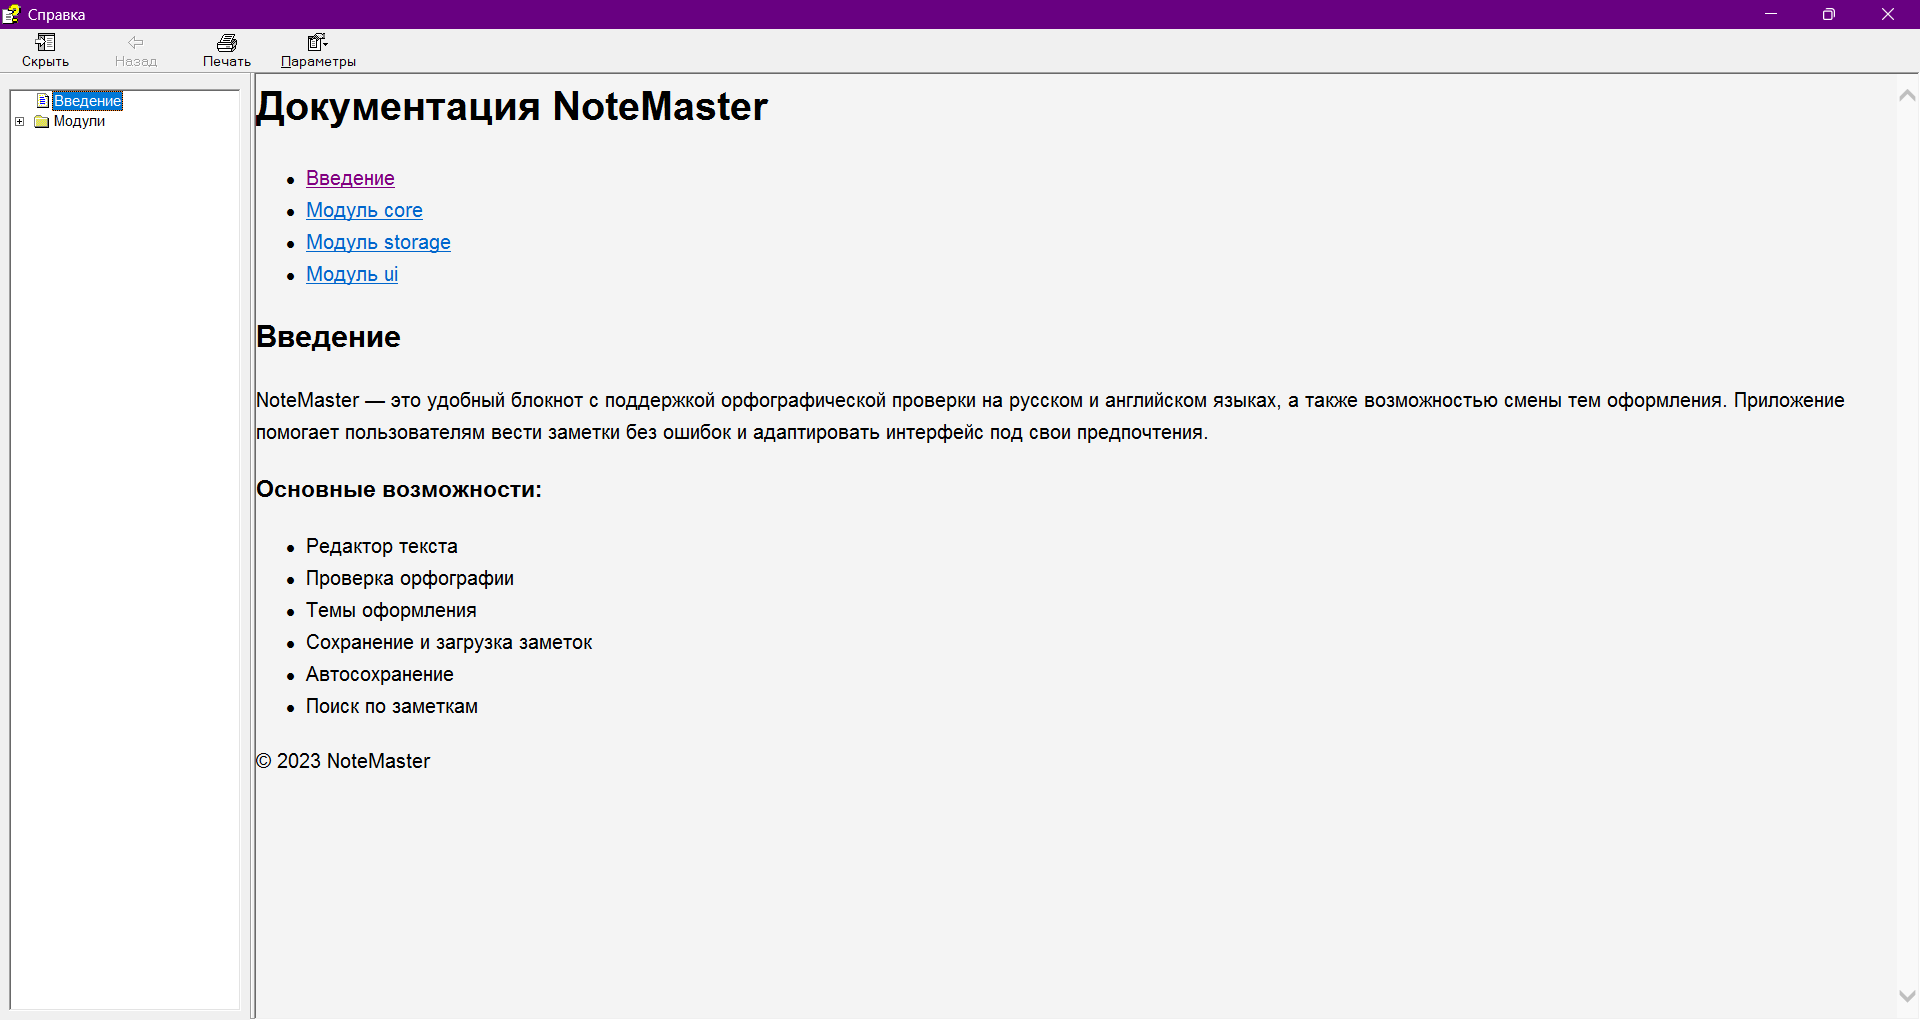 Справка
Скрыть
Назад
Печать
Параметры
Введение
Модули
Документация NoteMaster
Введение
Модуль core
Модуль storage
Модуль ui
Введение
NoteMaster — это удобный блокнот с поддержкой орфографической проверки на русском и английском языках, а также возможностью смены тем оформления. Приложение
помогает пользователям вести заметки без ошибок и адаптировать интерфейс под свои предпочтения.
Основные возможности:
Редактор текста
Проверка орфографии
Темы оформления
Сохранение и загрузка заметок
Автосохранение
Поиск по заметкам
© 2023 NoteMaster